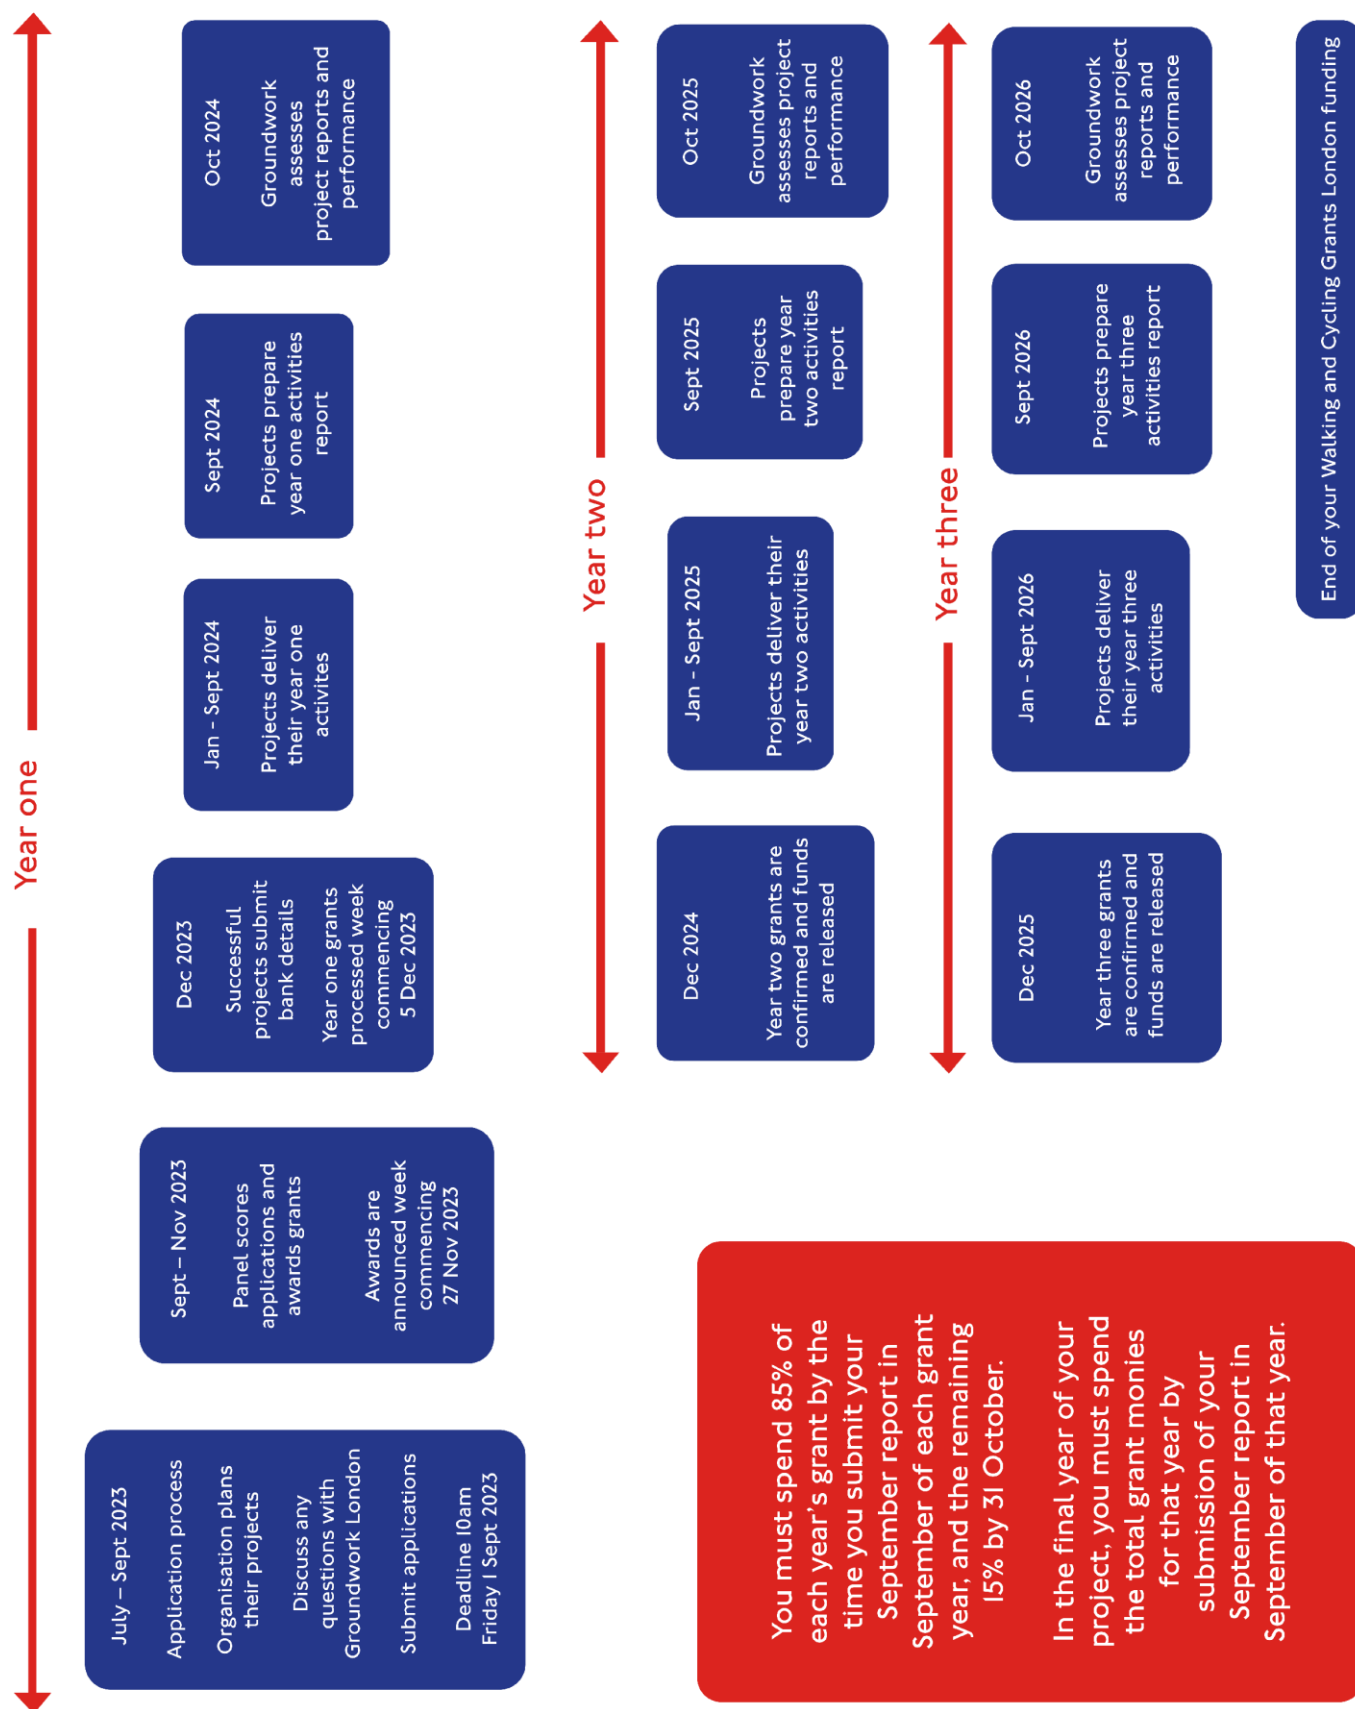 Year one
July – Sept 2023
Application process
Organisation plans
their projects
Discuss any
questions with
Groundwork London
Submit applications
Deadline 10am
Friday 1 Sept 2023
Sept – Nov 2023
Panel scores
applications and
awards grants
Awards are
announced week
commencing
27 Nov 2023
Dec 2023
Successful
projects submit
bank details
Year one grants
processed week
commencing
5 Dec 2023
Jan - Sept 2024
Projects deliver
their year one
activites
Sept 2024
Projects prepare
year one activities
report
Oct 2024
Groundwork
assesses
project reports and
performance
Year two
Dec 2024
Year two grants are
confirmed and funds
are released
Jan - Sept 2025
Projects deliver their
year two activities
Sept 2025
Projects
prepare year
two activities
report
Oct 2025
Groundwork
assesses project
reports and
performance
Year three
Dec 2025
Year three grants
are confirmed and
funds are released
Jan - Sept 2026
Projects deliver
their year three
activities
Sept 2026
Projects prepare
year three
activities report
Oct 2026
Groundwork
assesses project
reports and
performance
You must spend 85% of
each year’s grant by the
time you submit your
September report in
September of each grant
year, and the remaining
15% by 31 October.
In the final year of your
project, you must spend
the total grant monies
for that year by
submission of your
September report in
September of that year.
End of your Walking and Cycling Grants London funding